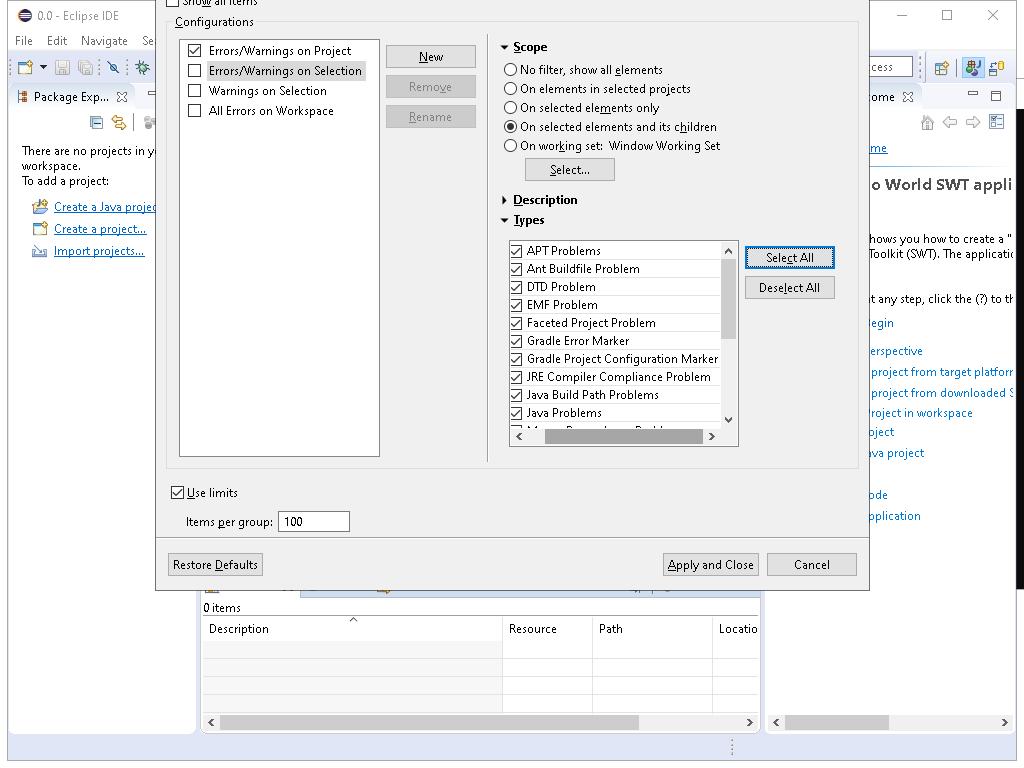 Show all items
0.0 - Eclipse IDE
File Edit Navigate Se
Configurations
Errors/Warnings on Project
Errors/Warnings on Selection
Warnings on Selection
All Errors on Workspace
New
Remove
Rename
Scope
No filter, show all elements
On elements in selected projects
On selected elements only
On selected elements and its children
On working set: Window Working Set
Select...
Description
Types
APT Problems
Ant Buildfile Problem
DTD Problem
EMF Problem
Faceted Project Problem
Gradle Error Marker
Gradle Project Configuration Marker
JRE Compiler Compliance Problem
Java Build Path Problems
Java Problems
Select All
Deselect All
Use limits
Items per group: 100
Restore Defaults
Apply and Close
Cancel
Package Exp...
There are no projects in yo
workspace.
To add a project:
Create a Java projec
Create a project...
Import projects...
cess
ome
me
o World SWT appli
hows you how to create a "
Toolkit (SWT). The applicatio
t any step, click the (?) to th
egin
erspective
project from target platforr
project from downloaded S
roject in workspace
oject
va project
ode
pplication
0 items
Description Resource Path Locatio